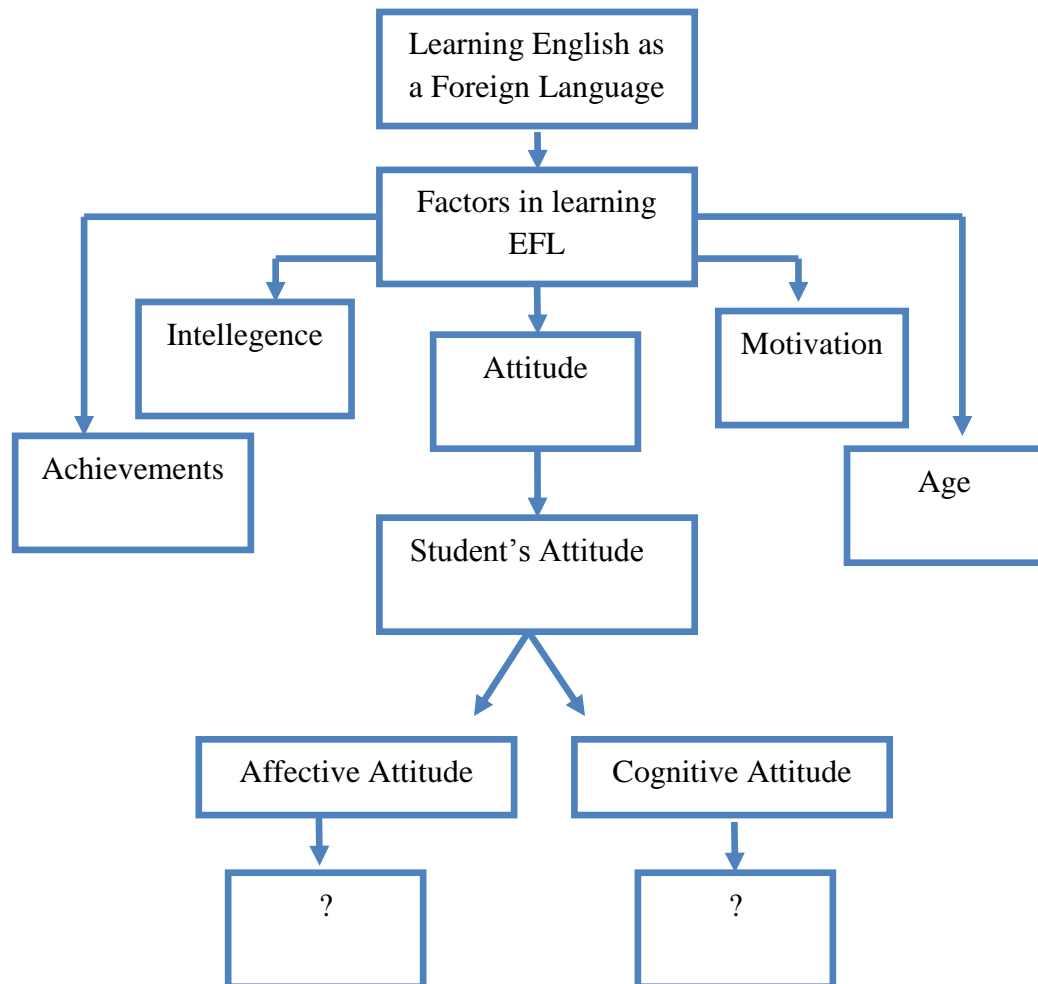 Learning English as
a Foreign Language
Factors in learning
EFL
Intellegence
Attitude
Motivation
Achievements
Age
Student’s Attitude
Affective Attitude
Cognitive Attitude
?
?